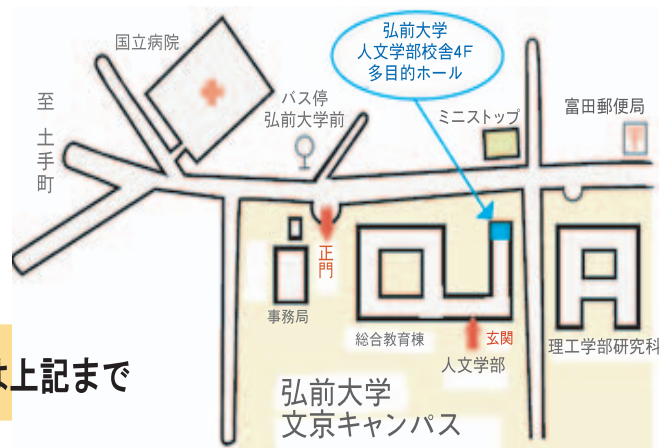 弘前大学
人文学部校舎4F
多目的ホール
国立病院
至 土手町
バス停
弘前大学前
ミニストップ
富田郵便局
正門
事務局
総合教育棟
玄関
人文学部
理工学部研究科
上記まで
弘前大学
文京キャンパス